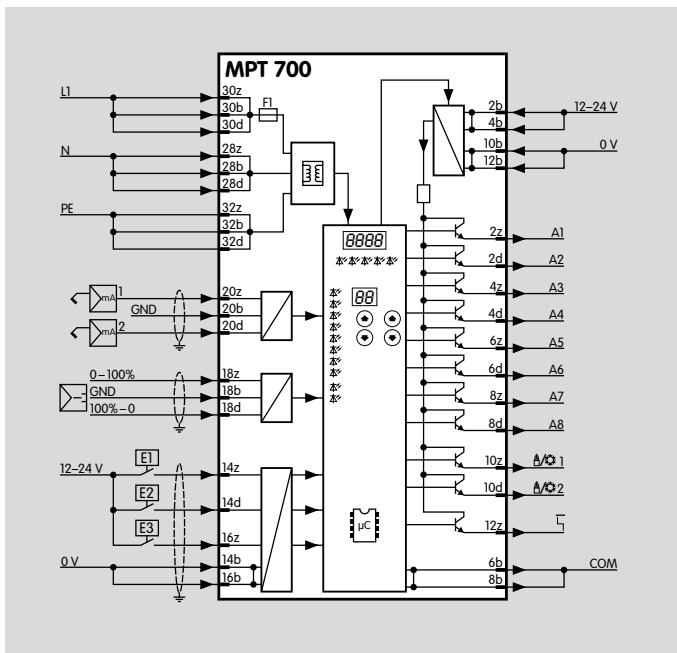 MPT 700
L1
30z
30b
30d
F1
N
28z
28b
28d
PE
32z
32b
32d
mA
1
GND
mA
2
20z
20b
20d
0–100%
GND
100%–0
18z
18b
18d
12–24 V
E1
E2
E3
14z
14d
16z
0 V
14b
16b
8888
88
µC
2b
4b
12–24 V
10b
12b
0 V
2z
A1
2d
A2
4z
A3
4d
A4
6z
A5
6d
A6
8z
A7
8d
A8
10z
/ 1
10d
/ 2
12z
6b
8b
COM